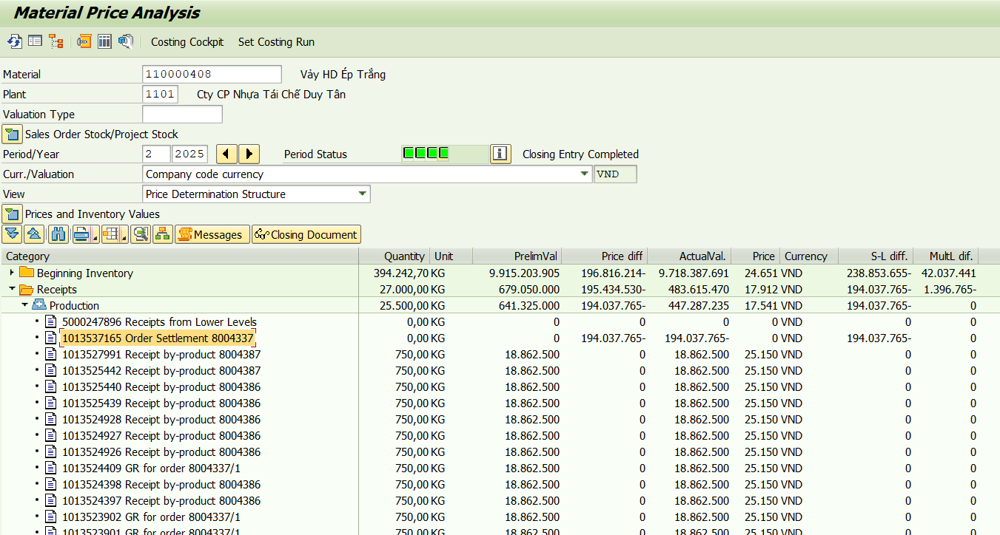 Material Price Analysis
Costing Cockpit Set Costing Run
Material 110000408 Vảy HD Ép Trắng
Plant 1101 Cty CP Nhựa Tái Chế Duy Tân
Valuation Type
Sales Order Stock/Project Stock
Period/Year 2 2025 Period Status Closing Entry Completed
Curr./Valuation Company code currency VND
View Price Determination Structure
Prices and Inventory Values
Messages Closing Document
Category Quantity Unit PrelimVal Price diff ActualVal. Price Currency S-L diff. MultL dif.
Beginning Inventory 394.242,70 KG 9.915.203.905 196.816.214- 9.718.387.691 24.651 VND 238.853.655- 42.037.441
Receipts 27.000,00 KG 679.050.000 195.434.530- 483.615.470 17.912 VND 194.037.765- 1.396.765-
Production 25.500,00 KG 641.325.000 194.037.765- 447.287.235 17.541 VND 194.037.765- 0
5000247896 Receipts from Lower Levels 0,00 KG 0 0 0 0 VND 0 0
1013537165 Order Settlement 8004337 0,00 KG 0 194.037.765- 194.037.765- 0 VND 194.037.765- 0
1013527991 Receipt by-product 8004387 750,00 KG 18.862.500 0 18.862.500 25.150 VND 0 0
1013525442 Receipt by-product 8004387 750,00 KG 18.862.500 0 18.862.500 25.150 VND 0 0
1013525440 Receipt by-product 8004386 750,00 KG 18.862.500 0 18.862.500 25.150 VND 0 0
1013525439 Receipt by-product 8004386 750,00 KG 18.862.500 0 18.862.500 25.150 VND 0 0
1013524928 Receipt by-product 8004386 750,00 KG 18.862.500 0 18.862.500 25.150 VND 0 0
1013524927 Receipt by-product 8004386 750,00 KG 18.862.500 0 18.862.500 25.150 VND 0 0
1013524926 Receipt by-product 8004386 750,00 KG 18.862.500 0 18.862.500 25.150 VND 0 0
1013524409 GR for order 8004337/1 750,00 KG 18.862.500 0 18.862.500 25.150 VND 0 0
1013524398 Receipt by-product 8004386 750,00 KG 18.862.500 0 18.862.500 25.150 VND 0 0
1013524397 Receipt by-product 8004386 750,00 KG 18.862.500 0 18.862.500 25.150 VND 0 0
1013523902 GR for order 8004337/1 750,00 KG 18.862.500 0 18.862.500 25.150 VND 0 0
1013523901 GR for order 8004337/1 750,00 KG 18.862.500 0 18.862.500 25.150 VND 0 0